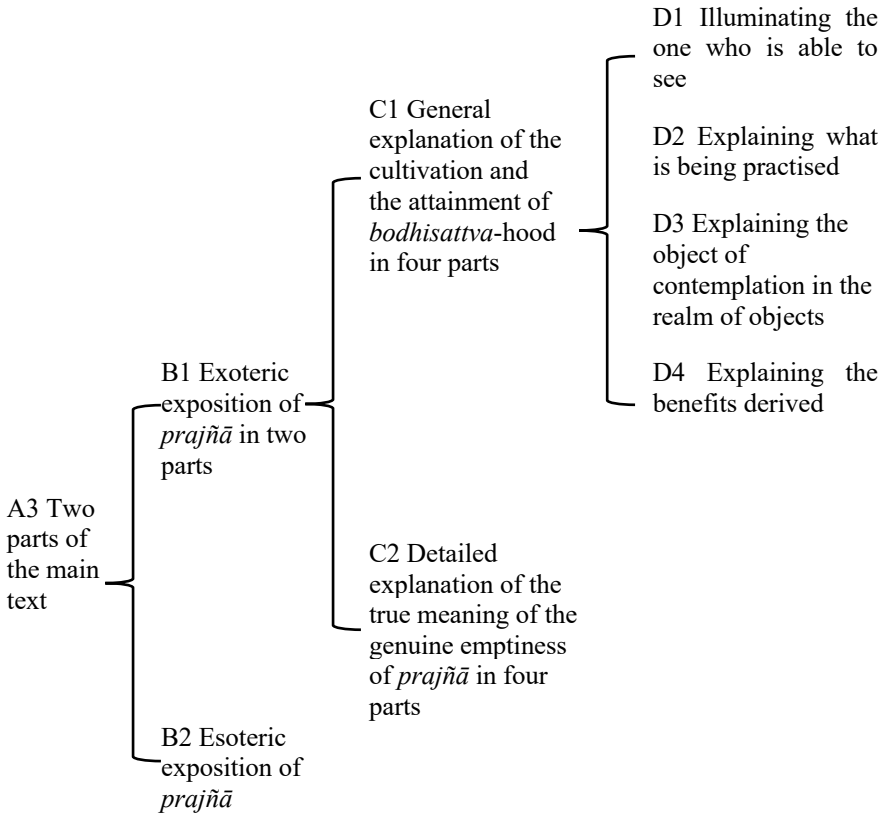 A3 Two
parts of
the main
text
B1 Exoteric
exposition of
prajñā in two
parts
B2 Esoteric
exposition of
prajñā
C1 General
explanation of the
cultivation and
the attainment of
bodhisattva-hood
in four parts
C2 Detailed
explanation of the
true meaning of the
genuine emptiness
of prajñā in four
parts
D1 Illuminating the
one who is able to
see
D2 Explaining what
is being practised
D3 Explaining the
object of
contemplation in the
realm of objects
D4 Explaining the
benefits derived